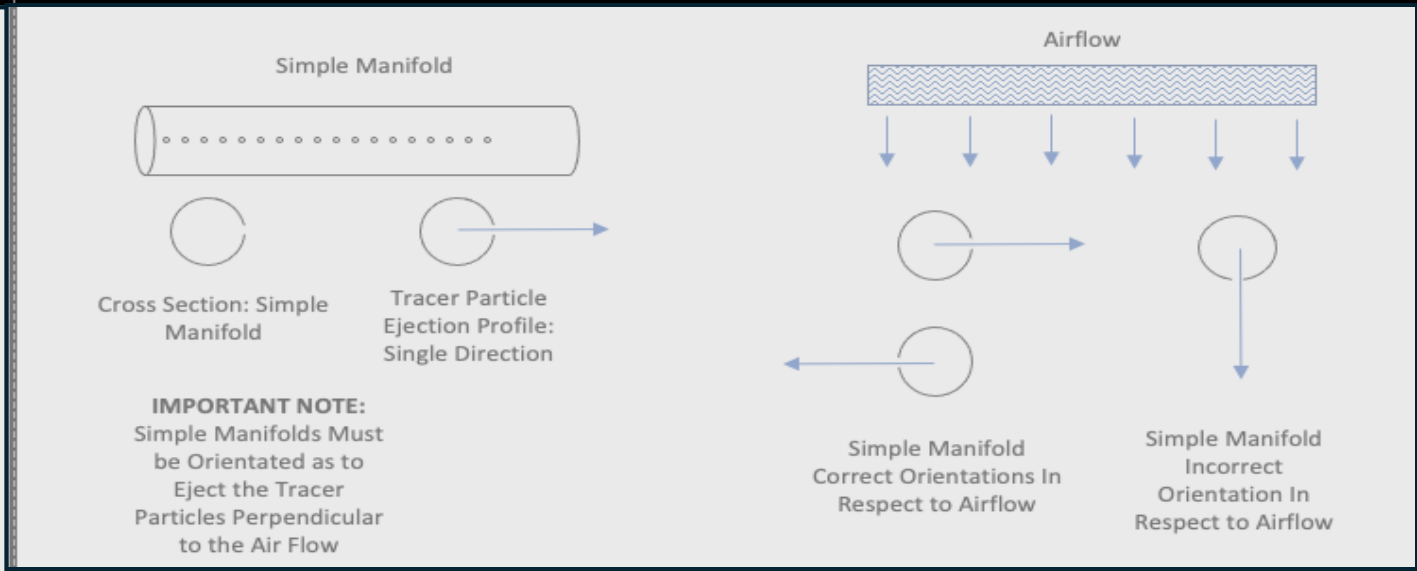 Simple Manifold
Cross Section: Simple
Manifold
Tracer Particle
Ejection Profile:
Single Direction
IMPORTANT NOTE:
Simple Manifolds Must
be Orientated as to
Eject the Tracer
Particles Perpendicular
to the Air Flow
Airflow
Simple Manifold
Correct Orientations In
Respect to Airflow
Simple Manifold
Incorrect
Orientation In
Respect to Airflow